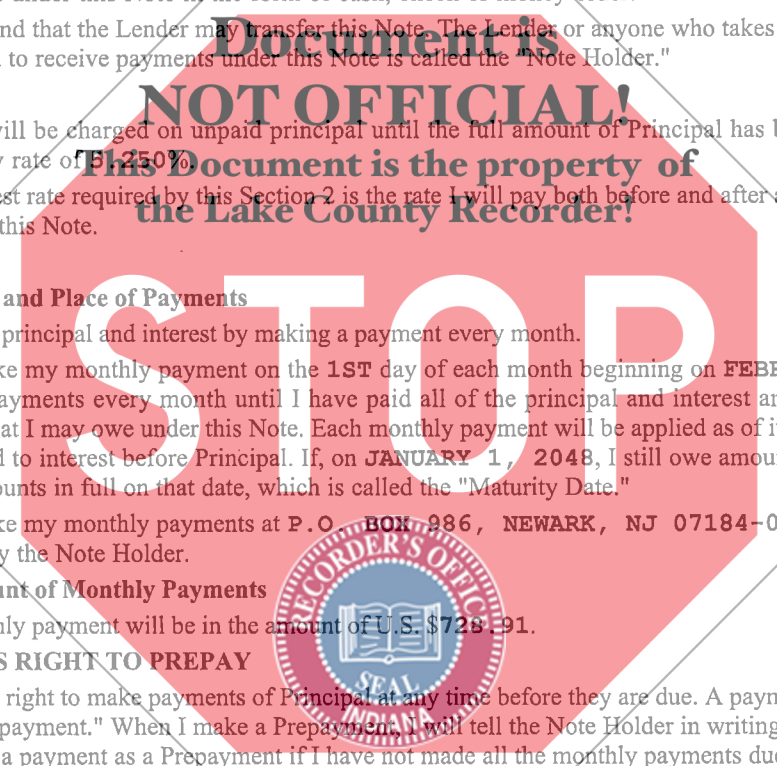 Document is
nd that the Lender may transfer this Note. The Lender or anyone who takes
to receive payments under this Note is called the "Note Holder."
NOT OFFICIAL!
ill be charged on unpaid principal until the full amount of Principal has
rate of 5.250%.
This Document is the property of
est rate required by this Section 2 is the rate I will pay both before and after
the Lake County Recorder!
this Note.
STOP
and Place of Payments
principal and interest by making a payment every month.
ke my monthly payment on the 1ST day of each month beginning on FEB
ayments every month until I have paid all of the principal and interest
at I may owe under this Note. Each monthly payment will be applied as of
to interest before Principal. If, on JANUARY 1, 2048, I still owe amou
ounts in full on that date, which is called the "Maturity Date."
ke my monthly payments at P.O. BOX 986, NEWARK, NJ 07184-0
y the Note Holder.
RECORDER'S OFFICE
SEAL
INDIANA
unt of Monthly Payments
hly payment will be in the amount of U.S. $728.91.
S RIGHT TO PREPAY
right to make payments of Principal at any time before they are due. A paym
payment." When I make a Prepayment, I will tell the Note Holder in writing
a payment as a Prepayment if I have not made all the monthly payments du